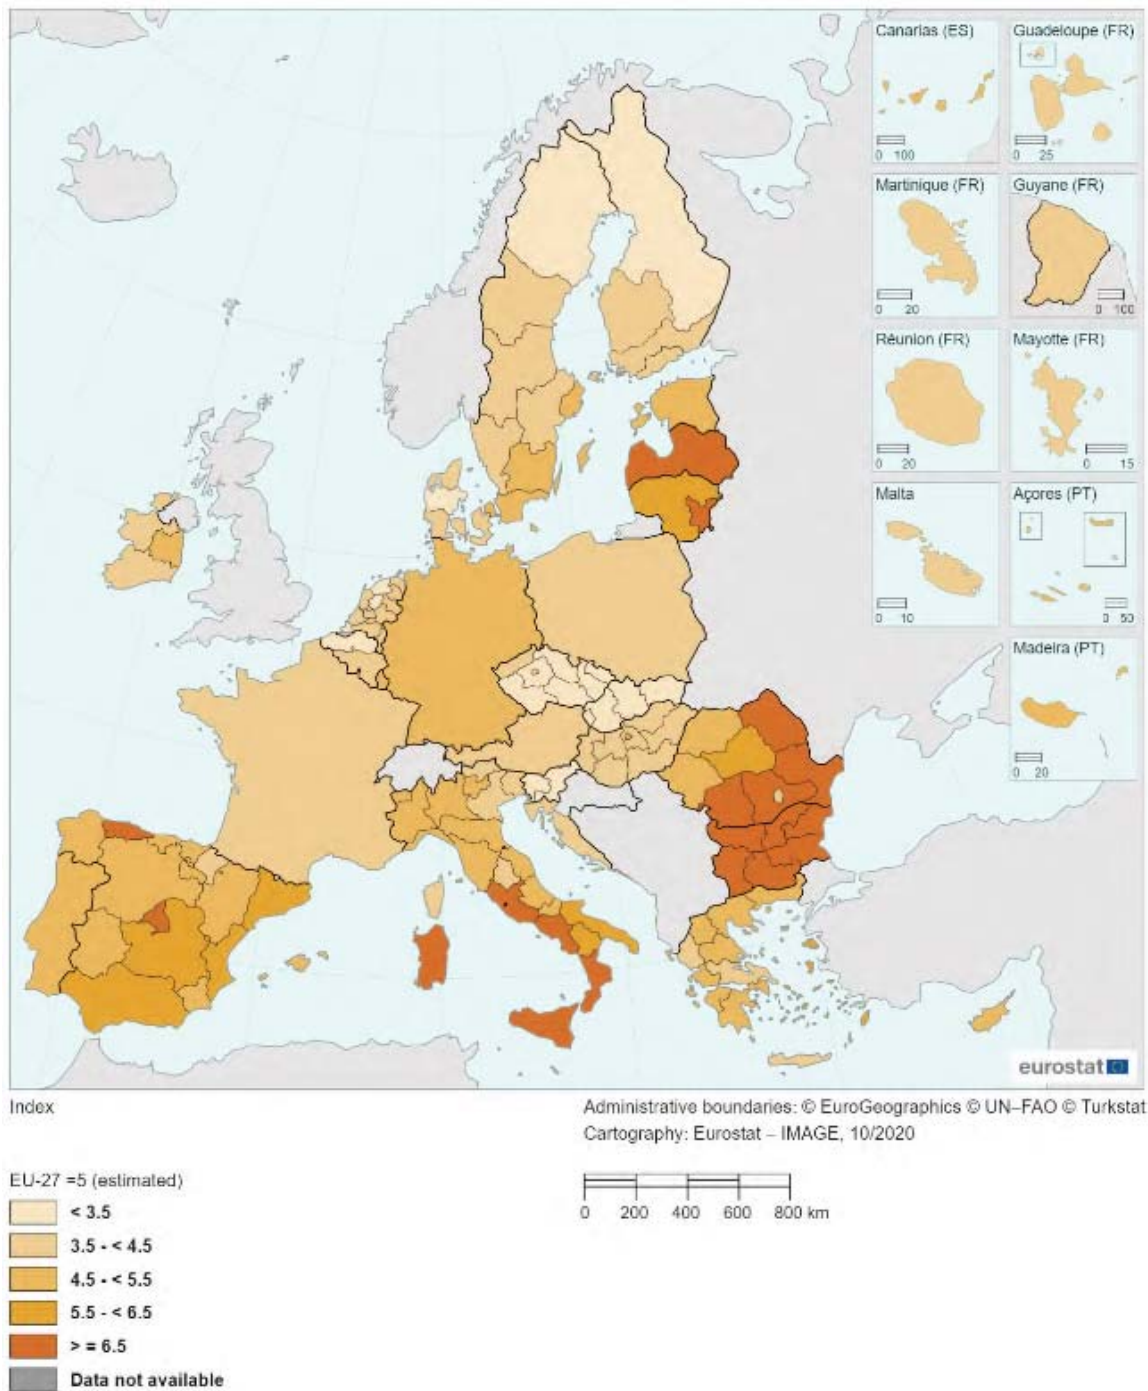 Canarias (ES)
0 100
Guadeloupe (FR)
0 25
Martinique (FR)
0 20
Guyane (FR)
0 100
Réunion (FR)
0 20
Mayotte (FR)
0 15
Malta
0 10
Açores (PT)
0 50
Madeira (PT)
0 20
eurostat
Index
Administrative boundaries: © EuroGeographics © UN–FAO © Turkstat
Cartography: Eurostat – IMAGE, 10/2020
EU-27 =5 (estimated)
< 3.5
3.5 - < 4.5
4.5 - < 5.5
5.5 - < 6.5
> = 6.5
Data not available
0 200 400 600 800 km